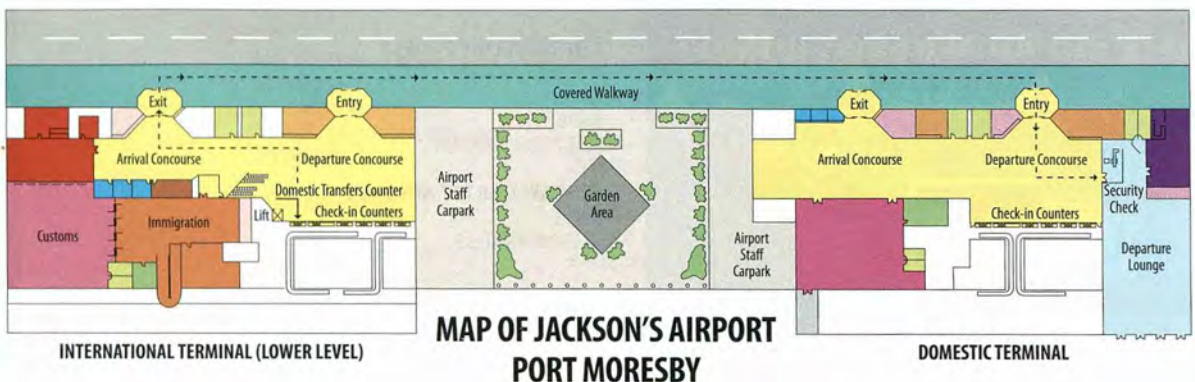 Covered Walkway
Exit
Entry
Arrival Concourse
Departure Concourse
Domestic Transfers Counter
Lift
Check-in Counters
Customs
Immigration
INTERNATIONAL TERMINAL (LOWER LEVEL)
Airport
Staff
Carpark
Garden
Area
Airport
Staff
Carpark
MAP OF JACKSON'S AIRPORT
PORT MORESBY
Exit
Entry
Arrival Concourse
Departure Concourse
Security
Check
Check-in Counters
Departure
Lounge
DOMESTIC TERMINAL